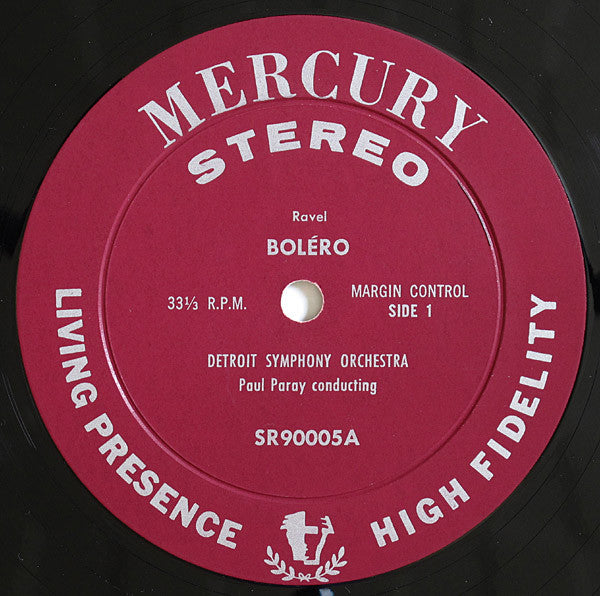 MERCURY
STEREO
Ravel
BOLÉRO
33⅓ R.P.M.
MARGIN CONTROL
SIDE 1
DETROIT SYMPHONY ORCHESTRA
Paul Paray conducting
SR90005A
LIVING PRESENCE
HIGH FIDELITY